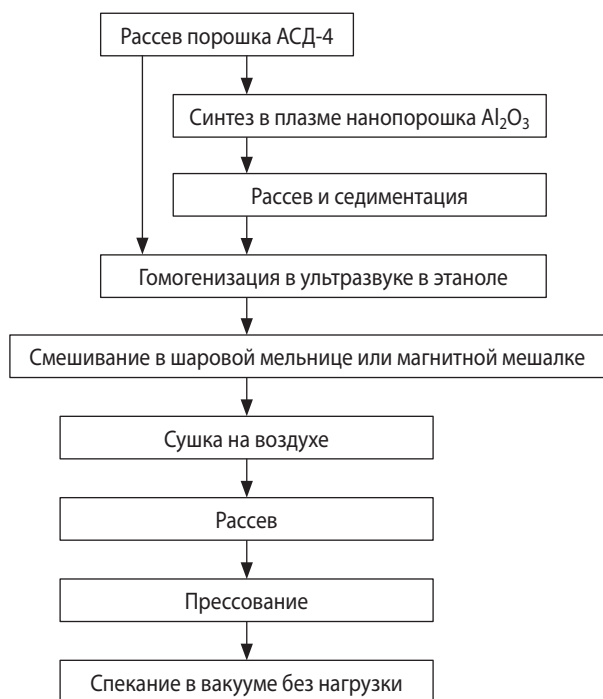 Рассев порошка АСД-4
Синтез в плазме нанопорошка Al₂O₃
Рассев и седиментация
Гомогенизация в ультразвуке в этаноле
Смешивание в шаровой мельнице или магнитной мешалке
Сушка на воздухе
Рассев
Прессование
Спекание в вакууме без нагрузки